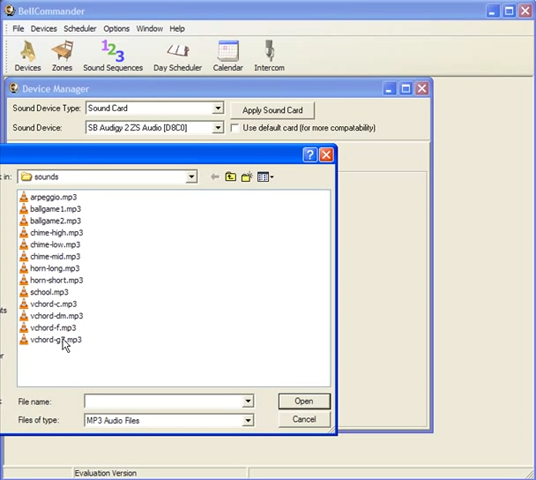 BellCommander
File Devices Scheduler Options Window Help
Devices Zones Sound Sequences Day Scheduler Calendar Intercom
Device Manager
Sound Device Type: Sound Card Apply Sound Card
Sound Device: SB Audigy 2 ZS Audio [D8C0] Use default card (for more compatability)
in: sounds
arpeggio.mp3
ballgame1.mp3
ballgame2.mp3
chime-high.mp3
chime-low.mp3
chime-mid.mp3
horn-long.mp3
horn-short.mp3
school.mp3
vchord-c.mp3
vchord-dm.mp3
vchord-f.mp3
vchord-g7.mp3
File name: Open
Files of type: MP3 Audio Files Cancel
Evaluation Version